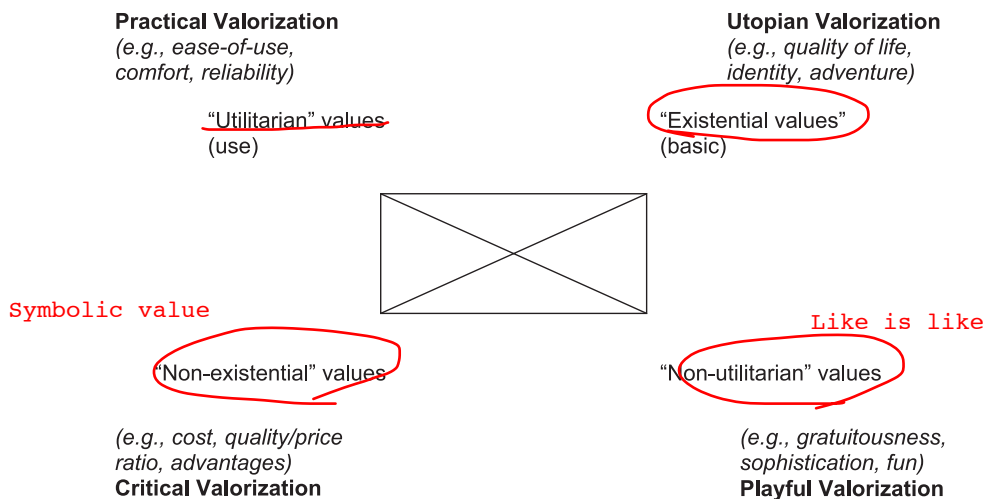 Practical Valorization
(e.g., ease-of-use,
comfort, reliability)
Utopian Valorization
(e.g., quality of life,
identity, adventure)
“Utilitarian” values
(use)
“Existential values”
(basic)
Symbolic value
Like is like
“Non-existential” values
“Non-utilitarian” values
(e.g., cost, quality/price
ratio, advantages)
Critical Valorization
(e.g., gratuitousness,
sophistication, fun)
Playful Valorization